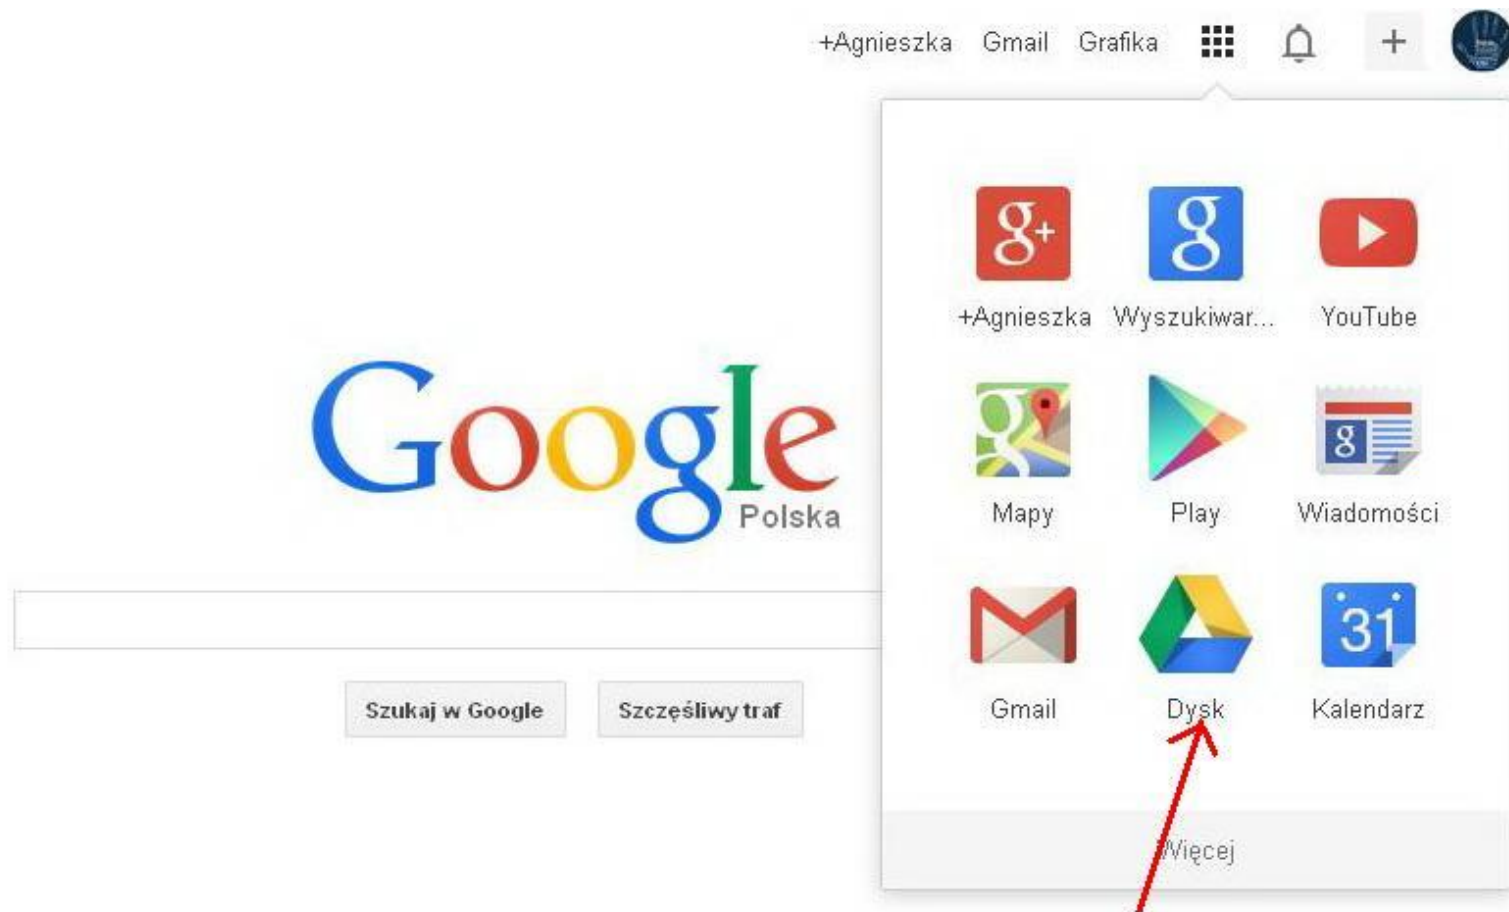 +Agnieszka Gmail Grafika
g+ g
+Agnieszka Wyszukiwar... YouTube
g g
Mapy Play Wiadomości
31
Gmail Dysk Kalendarz
Więcej
Google
Polska
Szukaj w Google Szczęśliwy traf